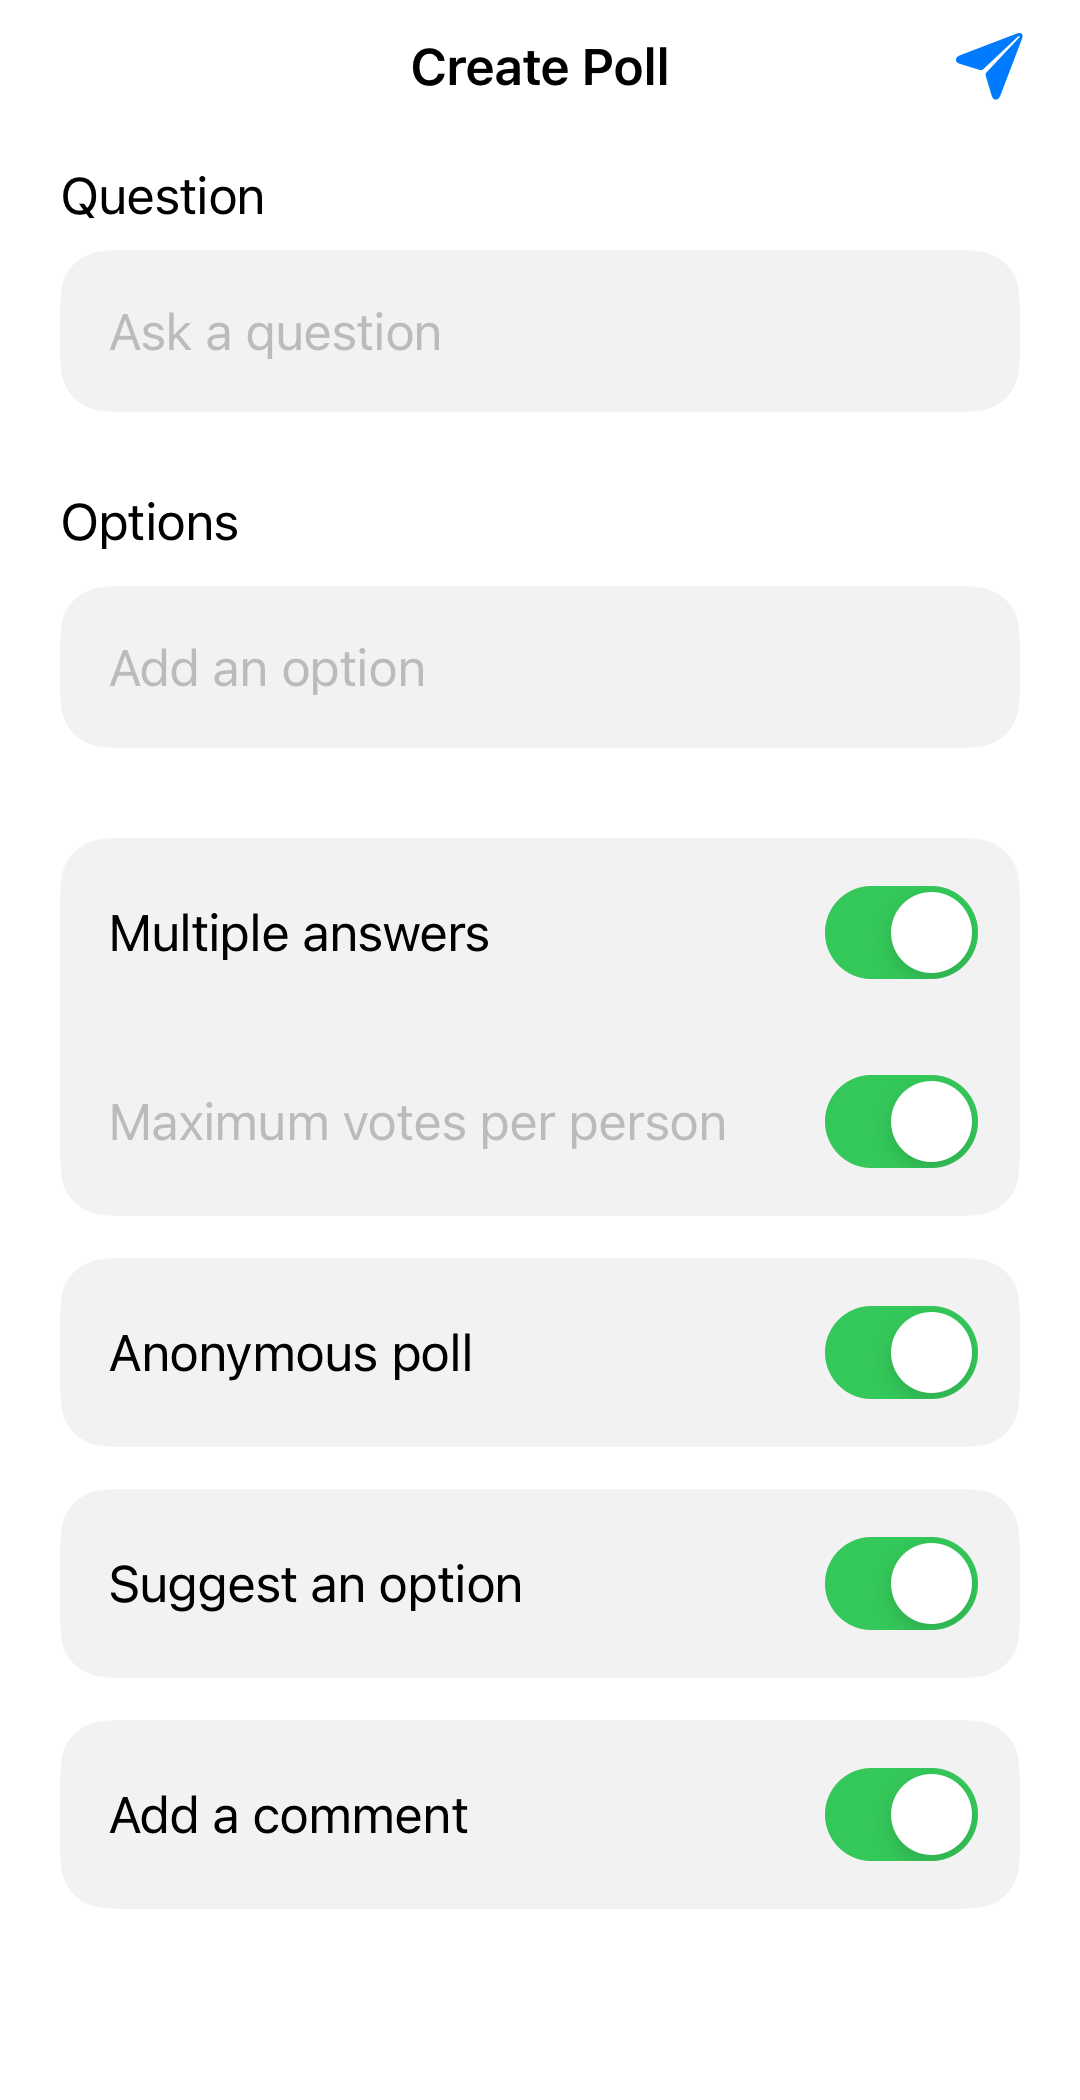 Create Poll
Question
Ask a question
Options
Add an option
Multiple answers
Maximum votes per person
Anonymous poll
Suggest an option
Add a comment